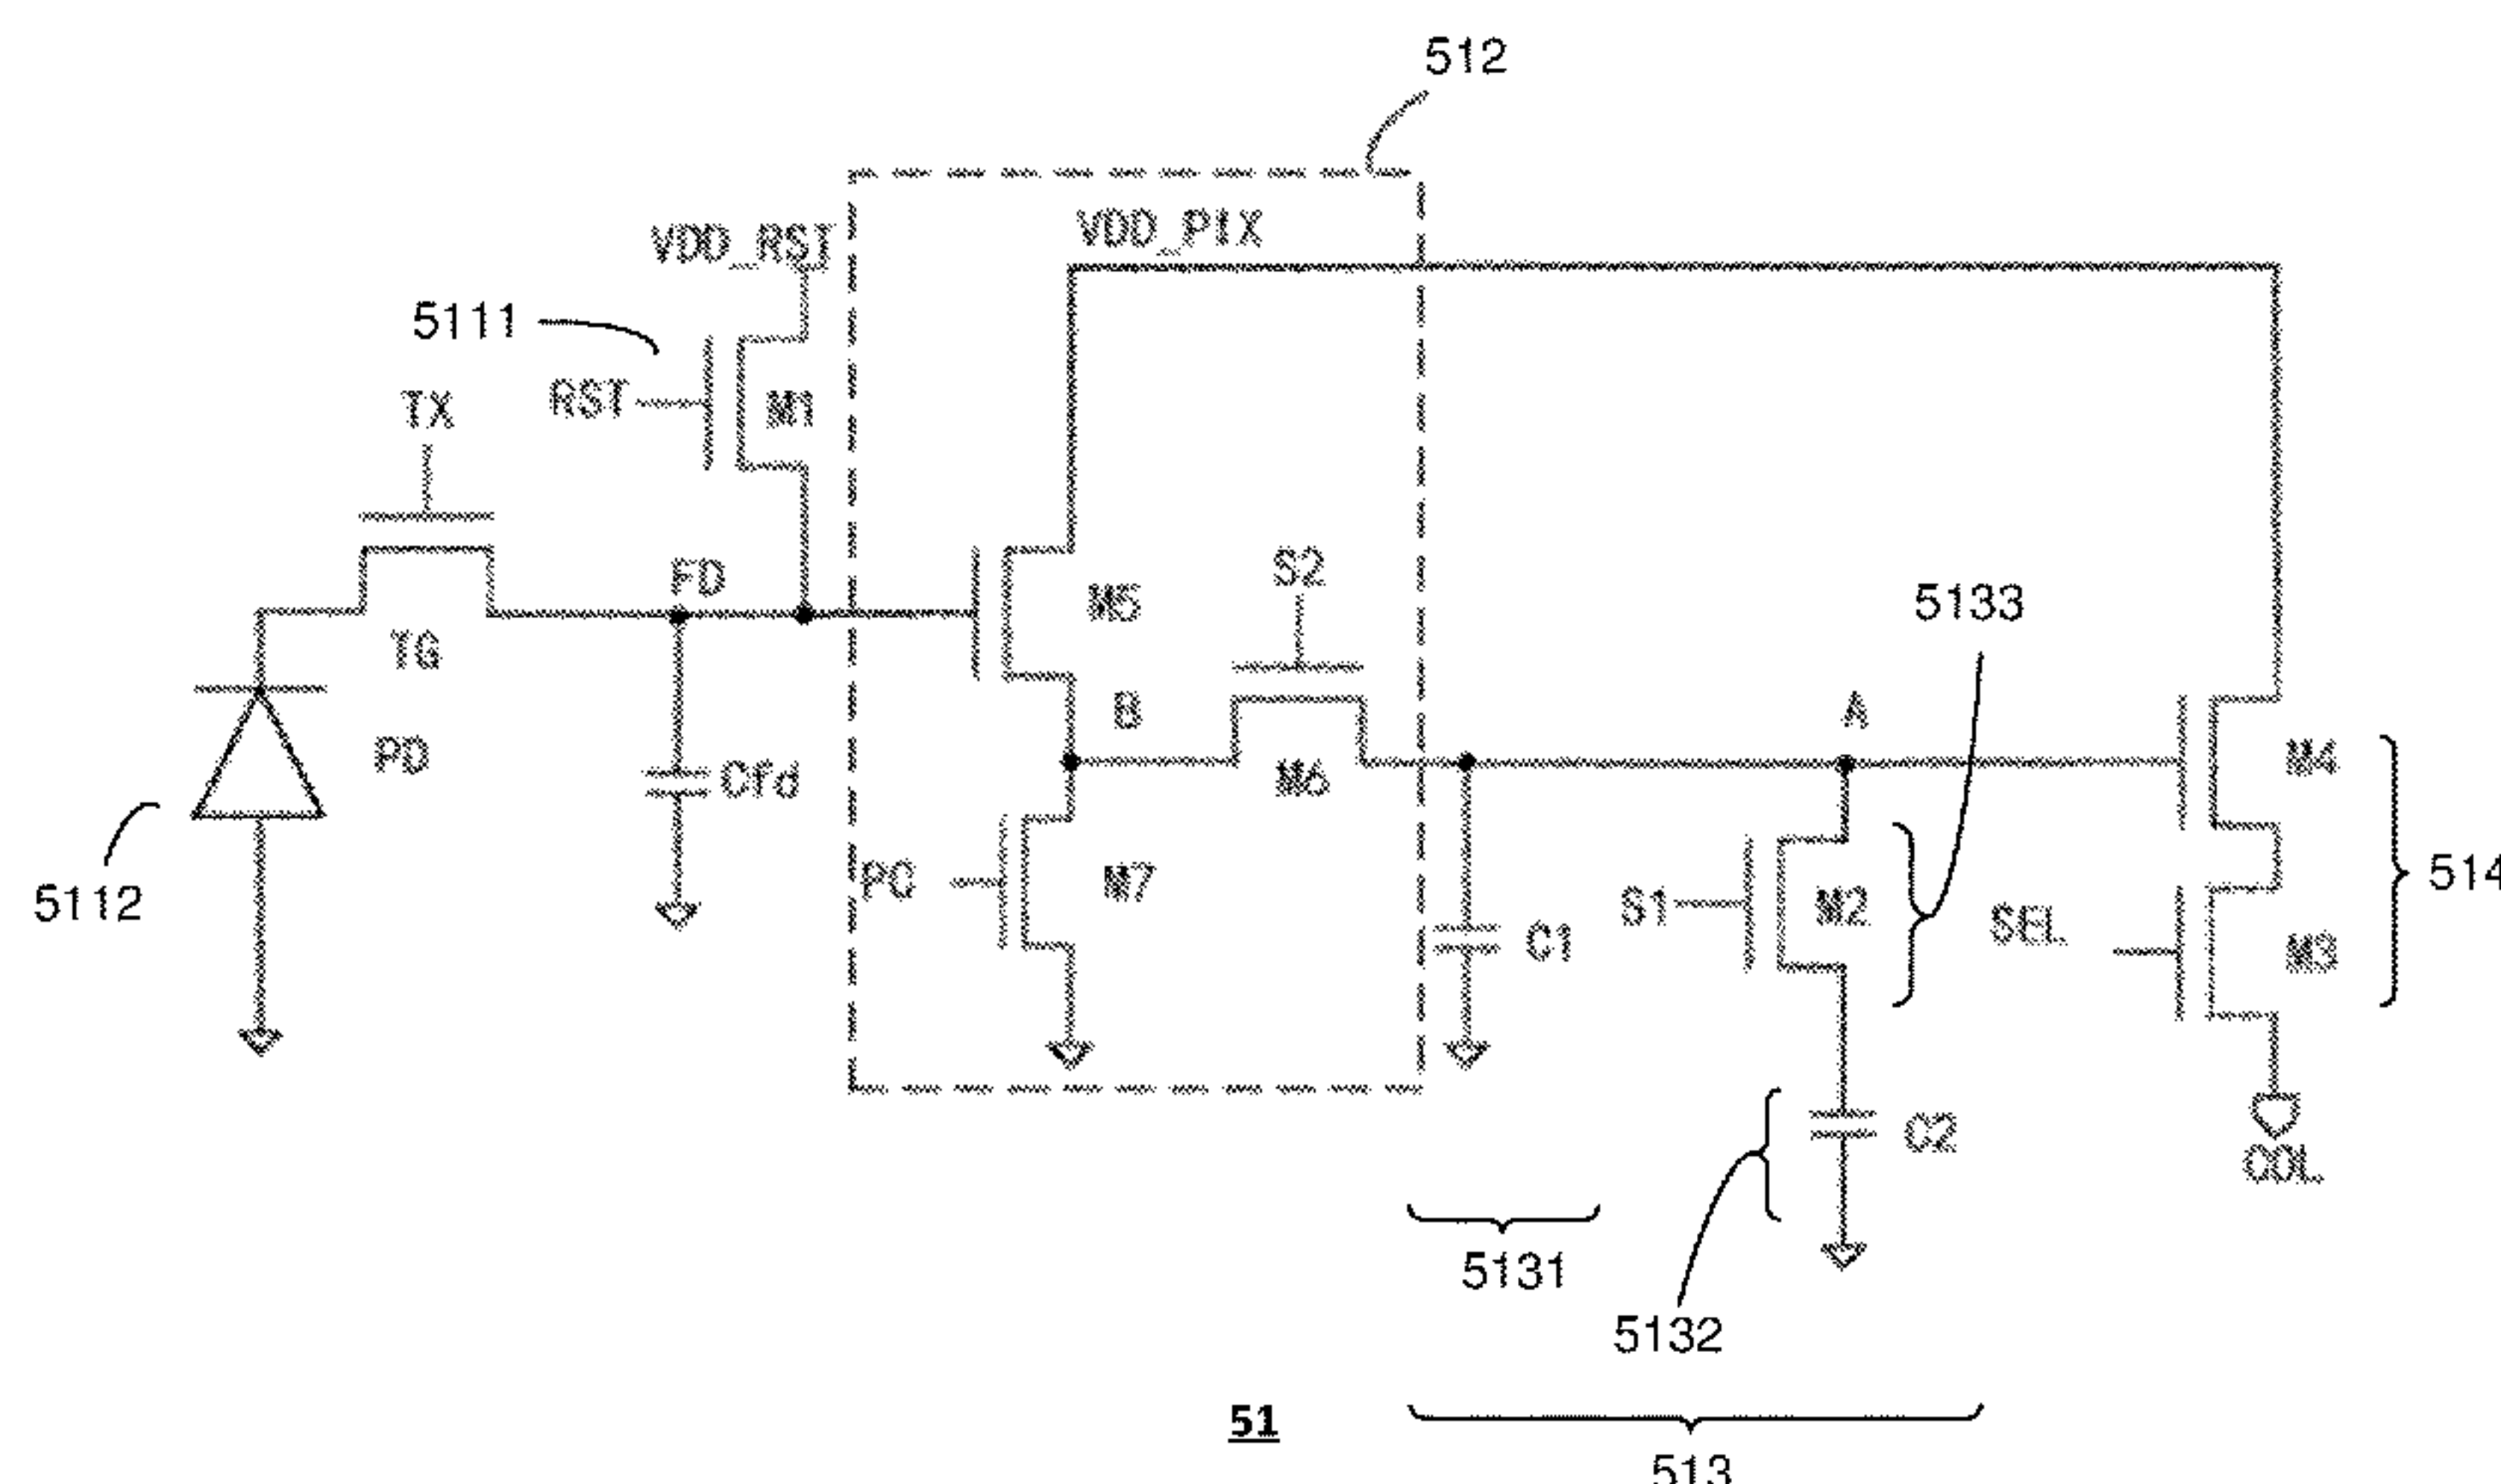 512
VDD_RST
VDD_PIX
5111
TX
RST
M1
FD
S2
M5
5133
TG
B
A
PD
Cfd
M6
M4
PC
M7
5112
C1
S1
M2
SEL
514
M3
C2
COL
5131
5132
51
513